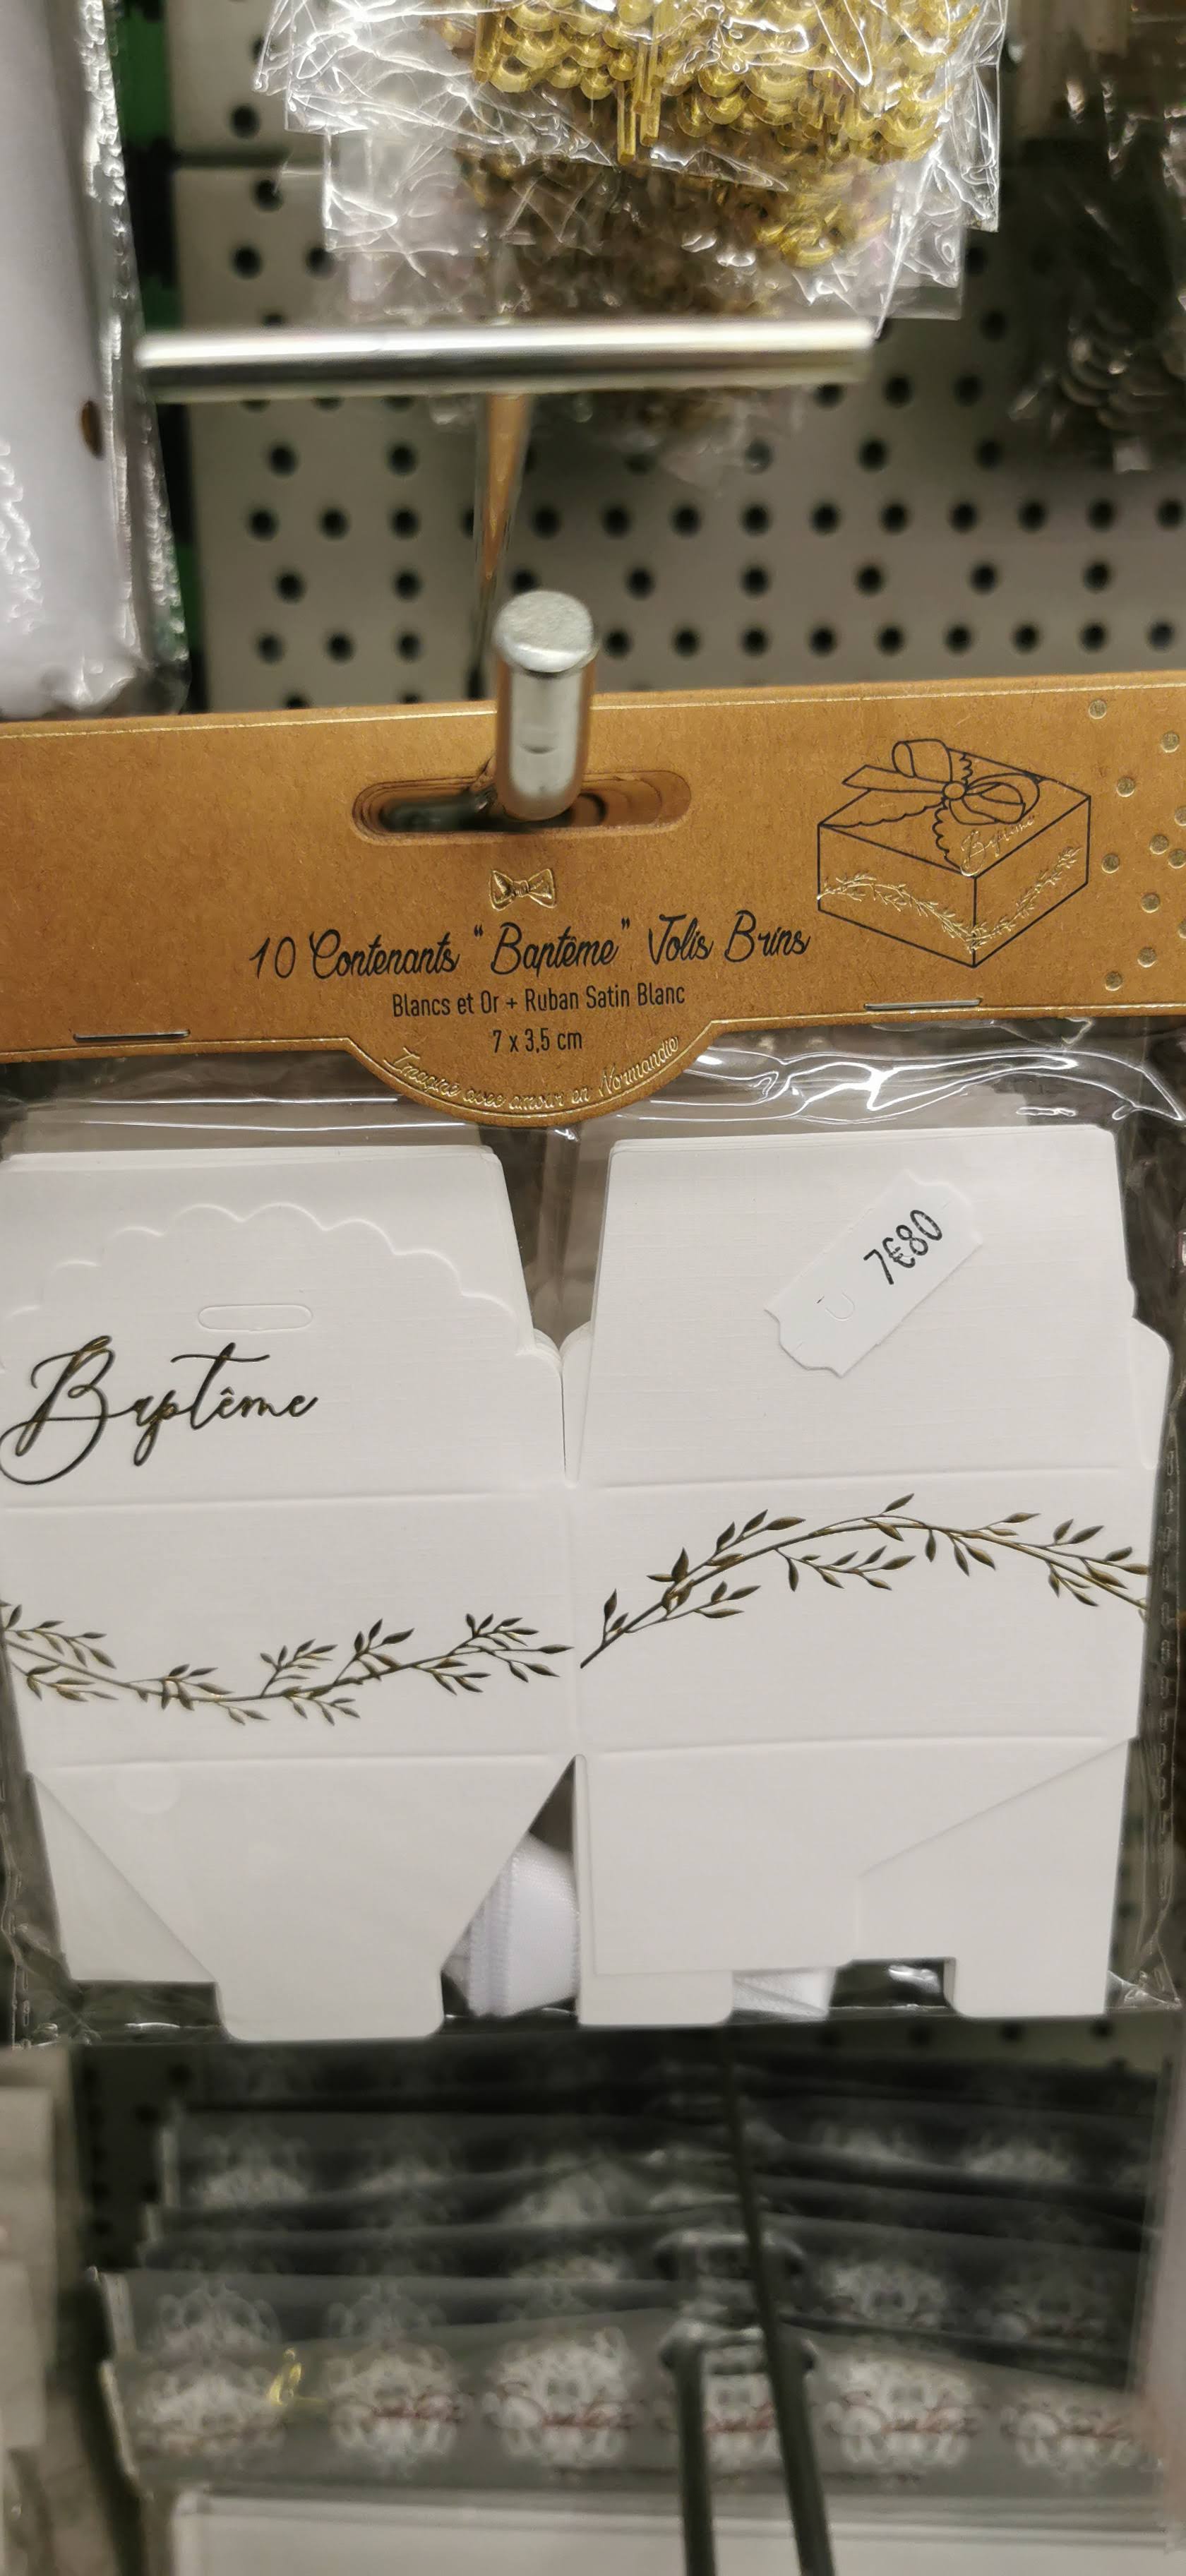 10 Contenants "Baptême" Jolis Brins
Blancs et Or + Ruban Satin Blanc
7 x 3,5 cm
Imaginé avec amour en Normandie
Baptême
7€80
Baptême